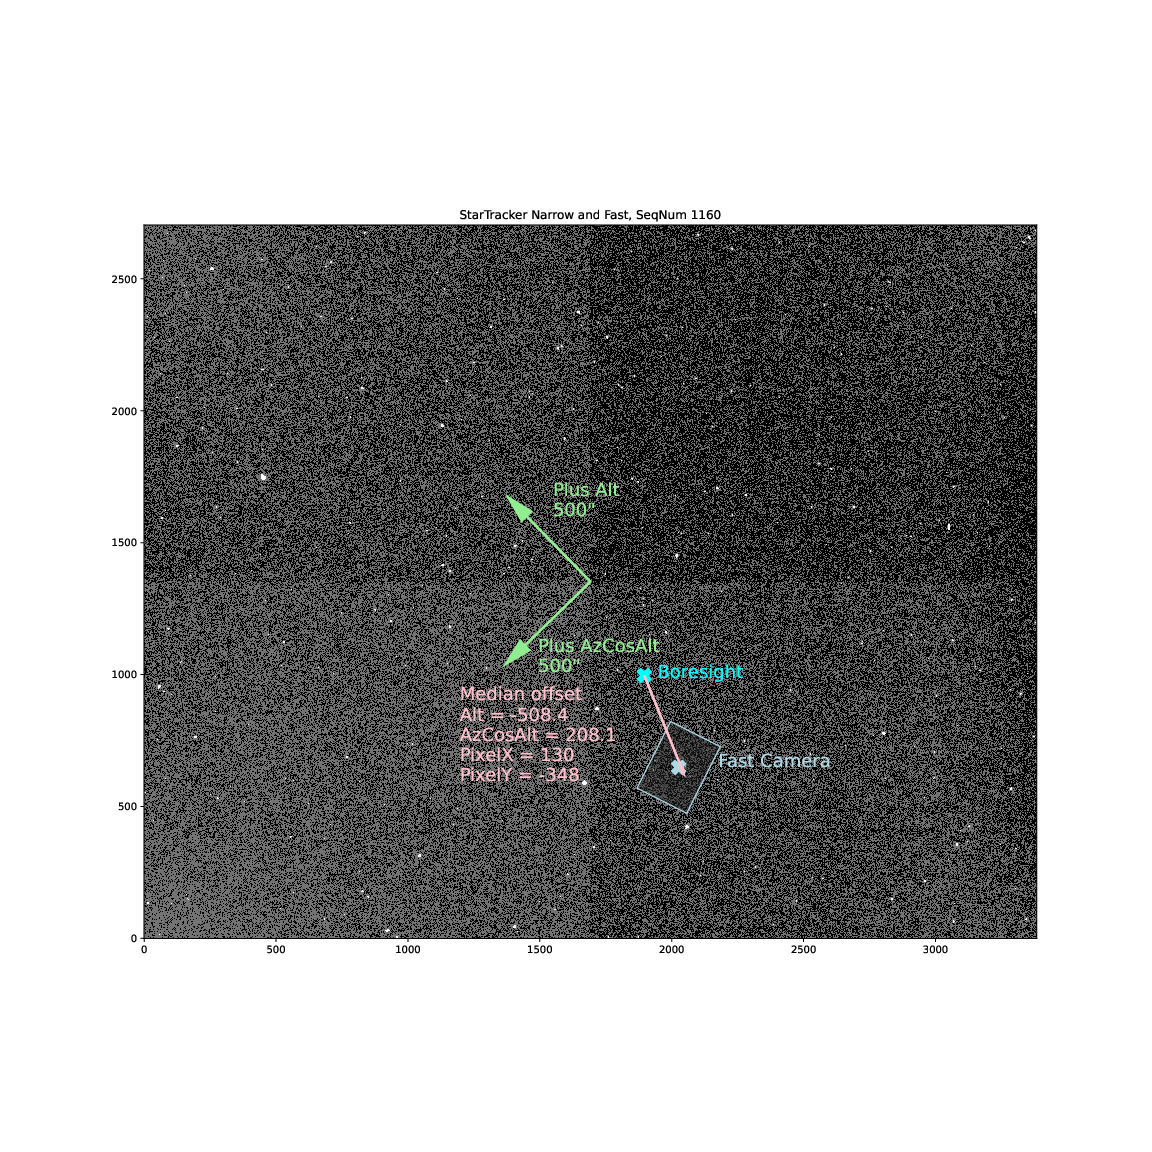 StarTracker Narrow and Fast, SeqNum 1160
2500
2000
1500
1000
500
0
Plus Alt
500"
Plus AzCosAlt
500"
Boresight
Median offset
Alt = -508.4
AzCosAlt = 208.1
PixelX = 130
PixelY = -348
Fast Camera
0
500
1000
1500
2000
2500
3000